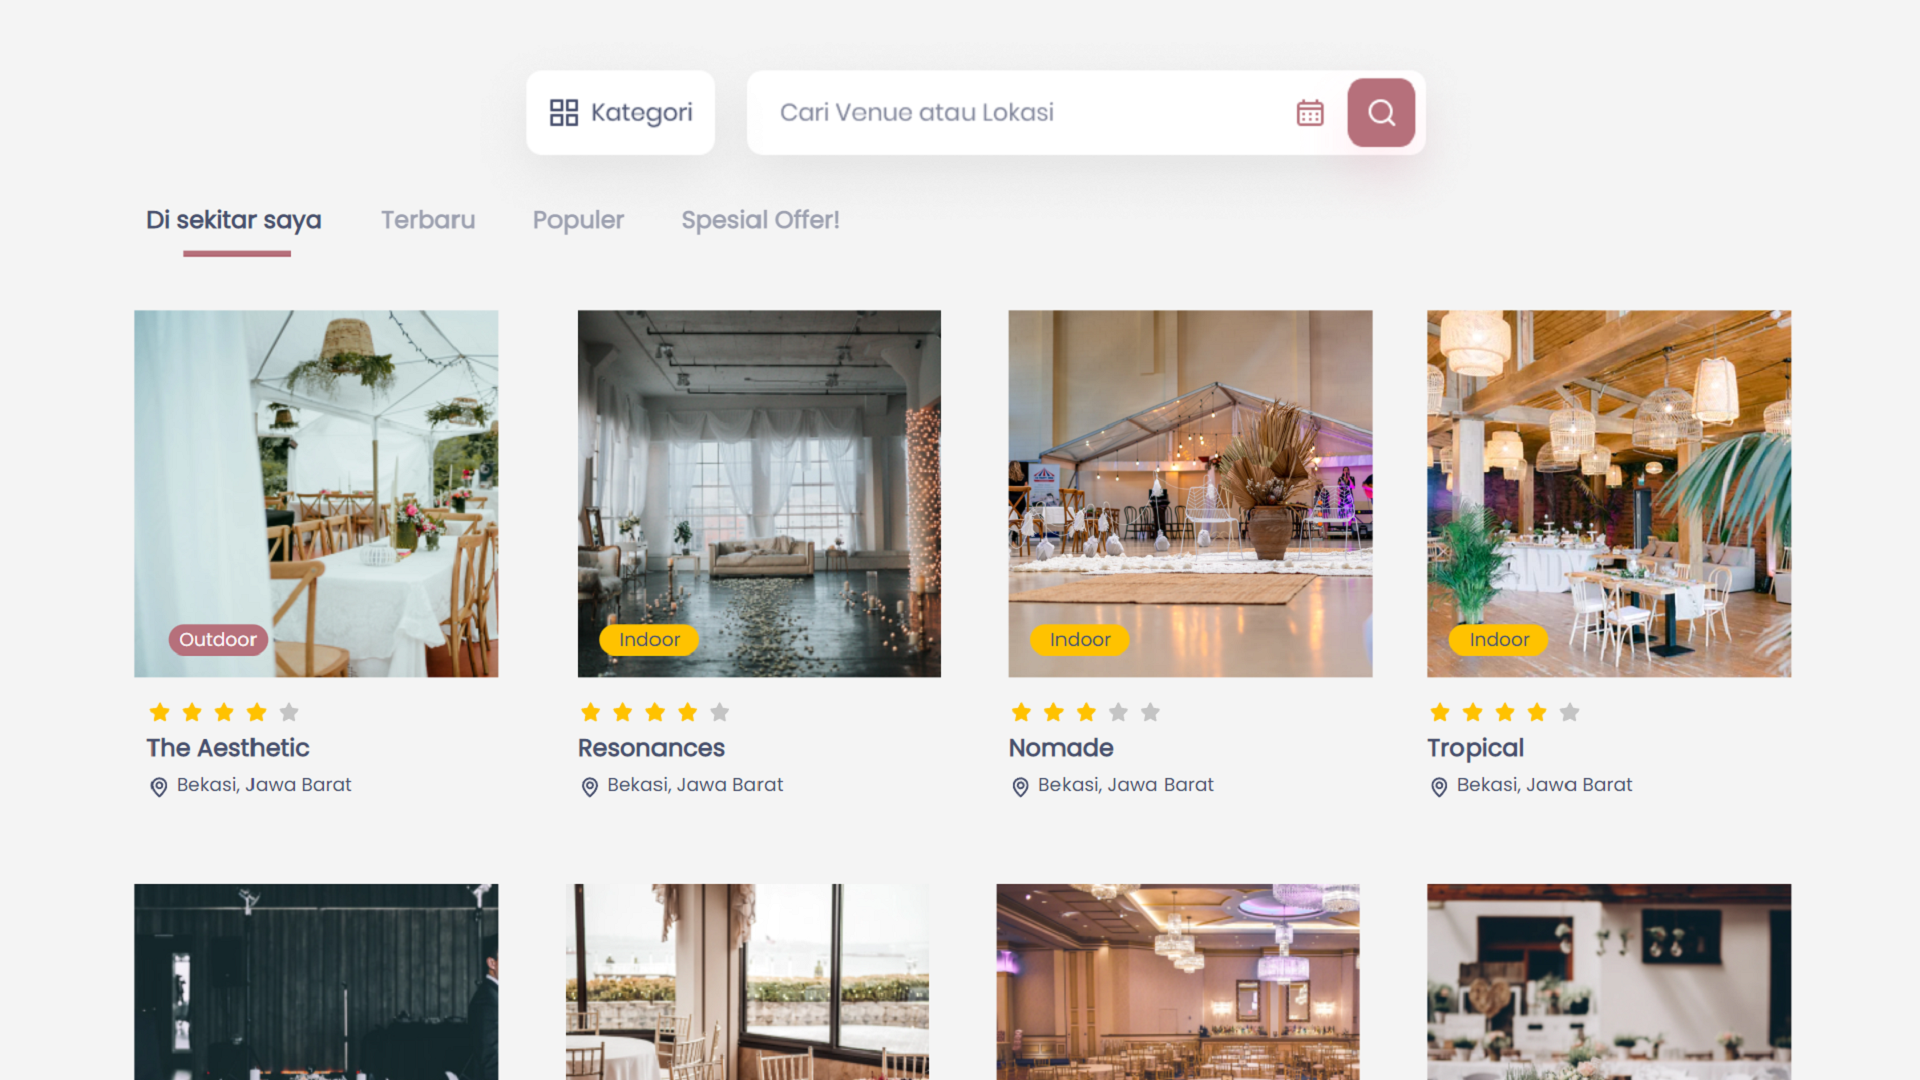 Kategori
Cari Venue atau Lokasi
Di sekitar saya
Terbaru
Populer
Spesial Offer!
Outdoor
Indoor
Indoor
Indoor
The Aesthetic
Resonances
Nomade
Tropical
Bekasi, Jawa Barat
Bekasi, Jawa Barat
Bekasi, Jawa Barat
Bekasi, Jawa Barat